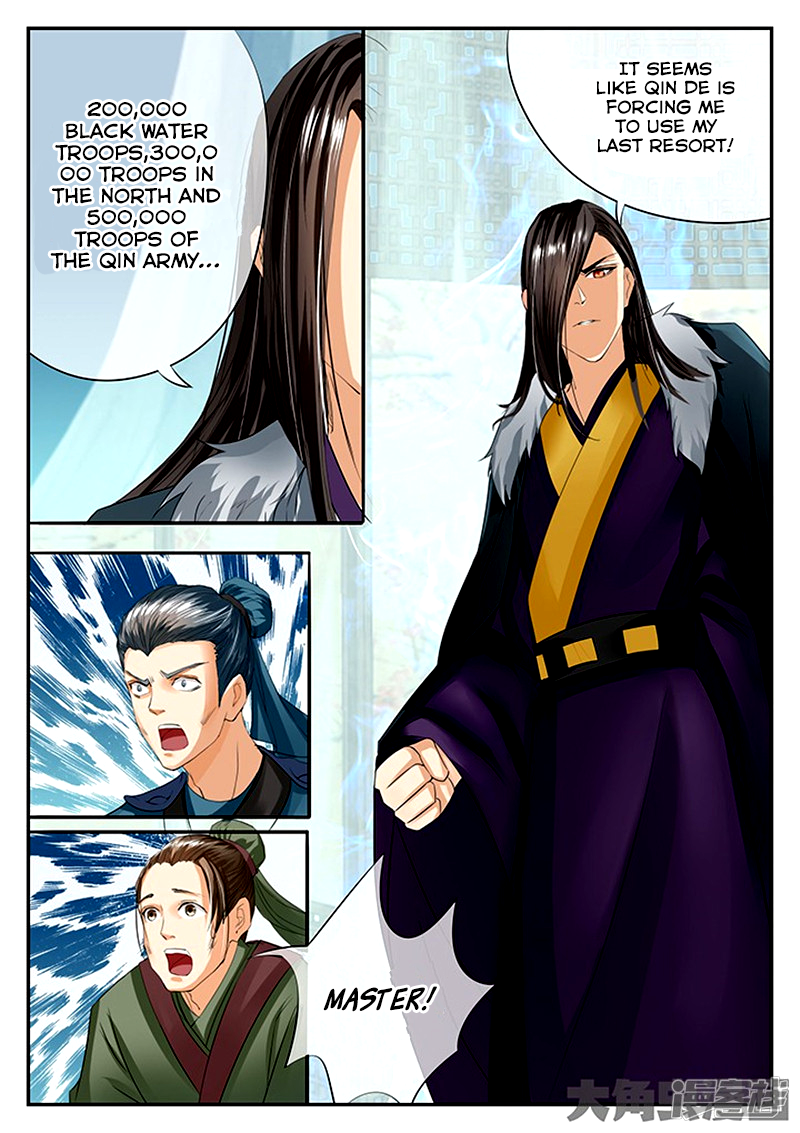 200,000
BLACK WATER
TROOPS,300,0
00 TROOPS IN
THE NORTH AND
500,000
TROOPS OF
THE QIN ARMY...
IT SEEMS
LIKE QIN DE IS
FORCING ME
TO USE MY
LAST RESORT!
MASTER!
大角虫
漫客栈